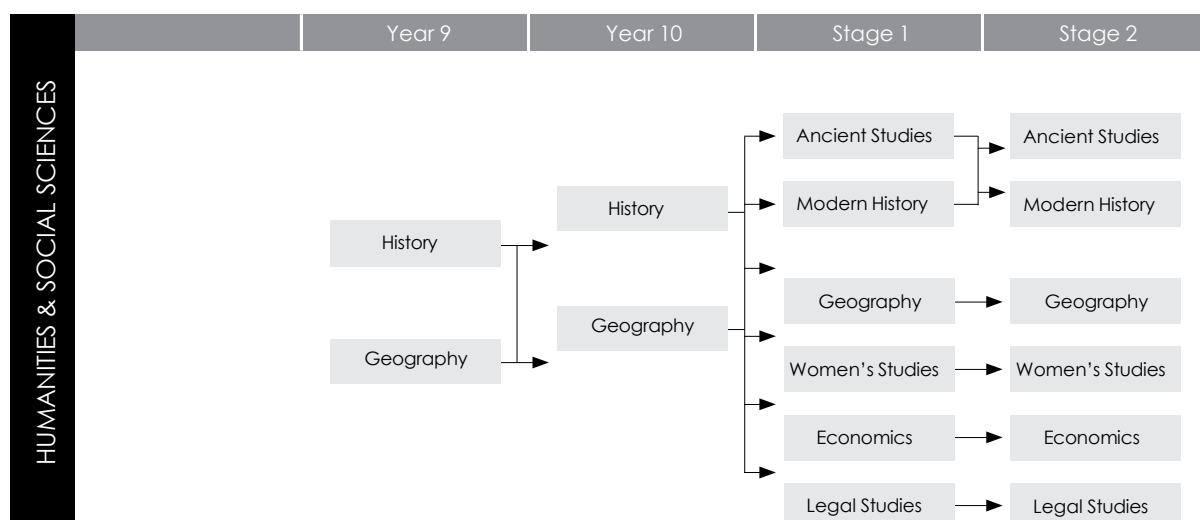 HUMANITIES & SOCIAL SCIENCES
Year 9 Year 10 Stage 1 Stage 2
Ancient Studies Ancient Studies
History Modern History Modern History
History
Geography Geography
Geography
Geography Women's Studies Women's Studies
Economics Economics
Legal Studies Legal Studies